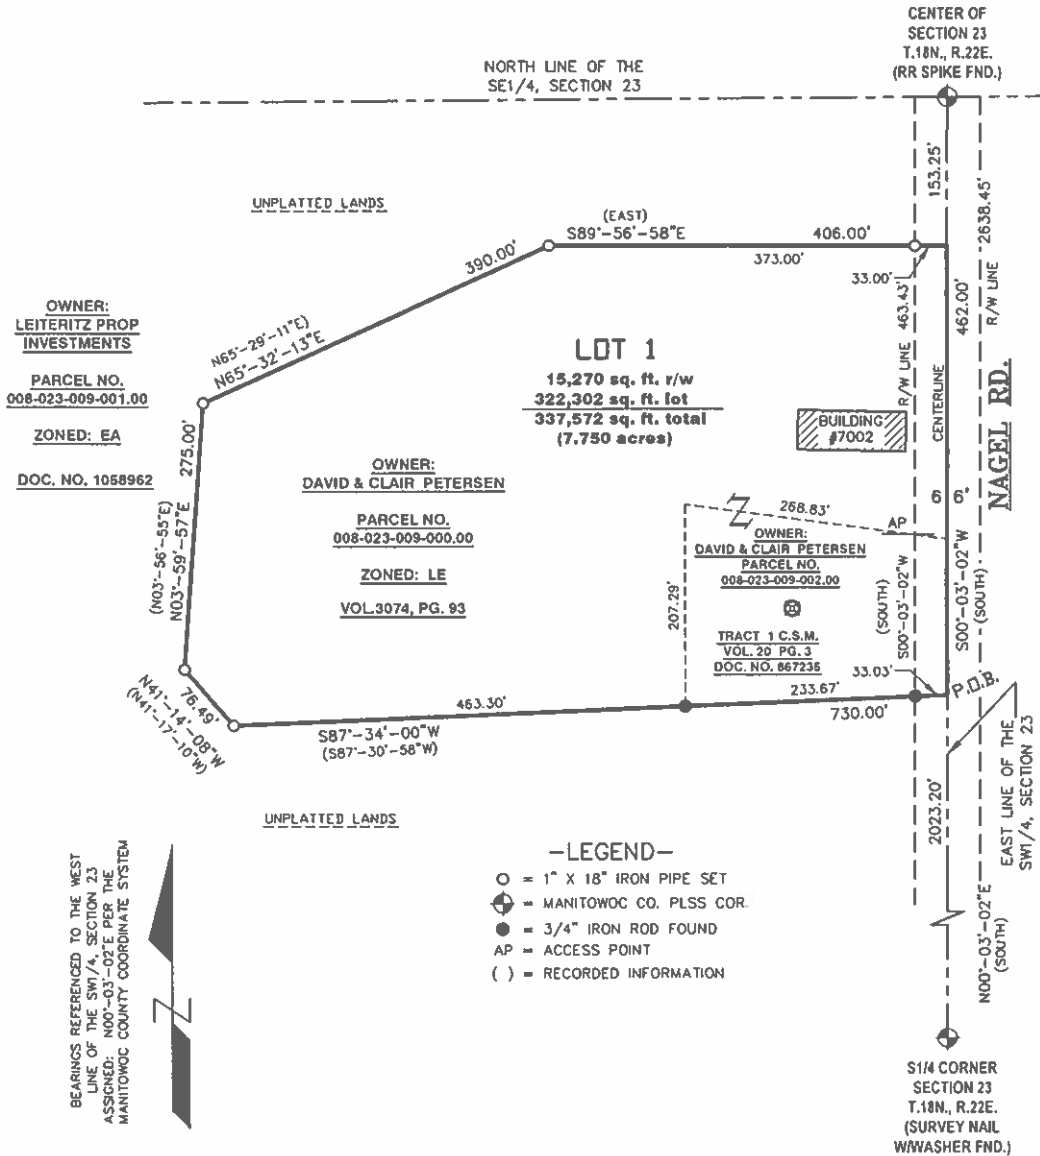 CENTER OF
SECTION 23
T.18N., R.22E.
(RR SPIKE FND.)
NORTH LINE OF THE
SE1/4, SECTION 23
153.25'
2638.45'
R/W LINE
UNPLATTED LANDS
(EAST)
S89°-56'-58"E
406.00'
373.00'
33.00'
390.00'
N65°-29'-11"E)
N65°-32'-13"E
OWNER:
LEITERITZ PROP
INVESTMENTS
PARCEL NO.
008-023-009-001.00
ZONED: EA
DOC. NO. 1058962
LOT 1
15,270 sq. ft. r/w
322,302 sq. ft. lot
337,572 sq. ft. total
(7.750 acres)
R/W LINE 463.43'
462.00'
CENTERLINE
BUILDING
#7002
NAGEL RD.
6 6'
275.00'
(N03°-56'-55"E)
N03°-59'-57"E
OWNER:
DAVID & CLAIR PETERSEN
PARCEL NO.
008-023-009-000.00
ZONED: LE
VOL.3074, PG. 93
268.83'
AP
OWNER:
DAVID & CLAIR PETERSEN
PARCEL NO.
008-023-009-002.00
TRACT 1 C.S.M.
VOL. 20 PG. 3
DOC. NO. 867235
207.29'
(SOUTH)
S00°-03'-02"W
S00°-03'-02"W
(SOUTH)
33.03'
P.O.B.
233.67'
730.00'
463.30'
S87°-34'-00"W
(S87°-30'-58"W)
76.49'
N41°-14'-08"W
(N41°-17'-10"W)
UNPLATTED LANDS
2023.20'
EAST LINE OF THE
SW1/4, SECTION 23
N00°-03'-02"E
(SOUTH)
-LEGEND-
= 1" X 18" IRON PIPE SET
= MANITOWOC CO. PLSS COR.
= 3/4" IRON ROD FOUND
AP = ACCESS POINT
( ) = RECORDED INFORMATION
BEARINGS REFERENCED TO THE WEST
LINE OF THE SW1/4, SECTION 23
ASSIGNED: N00°-03'-02"E PER THE
MANITOWOC COUNTY COORDINATE SYSTEM
N
S1/4 CORNER
SECTION 23
T.18N., R.22E.
(SURVEY NAIL
W/WASHER FND.)